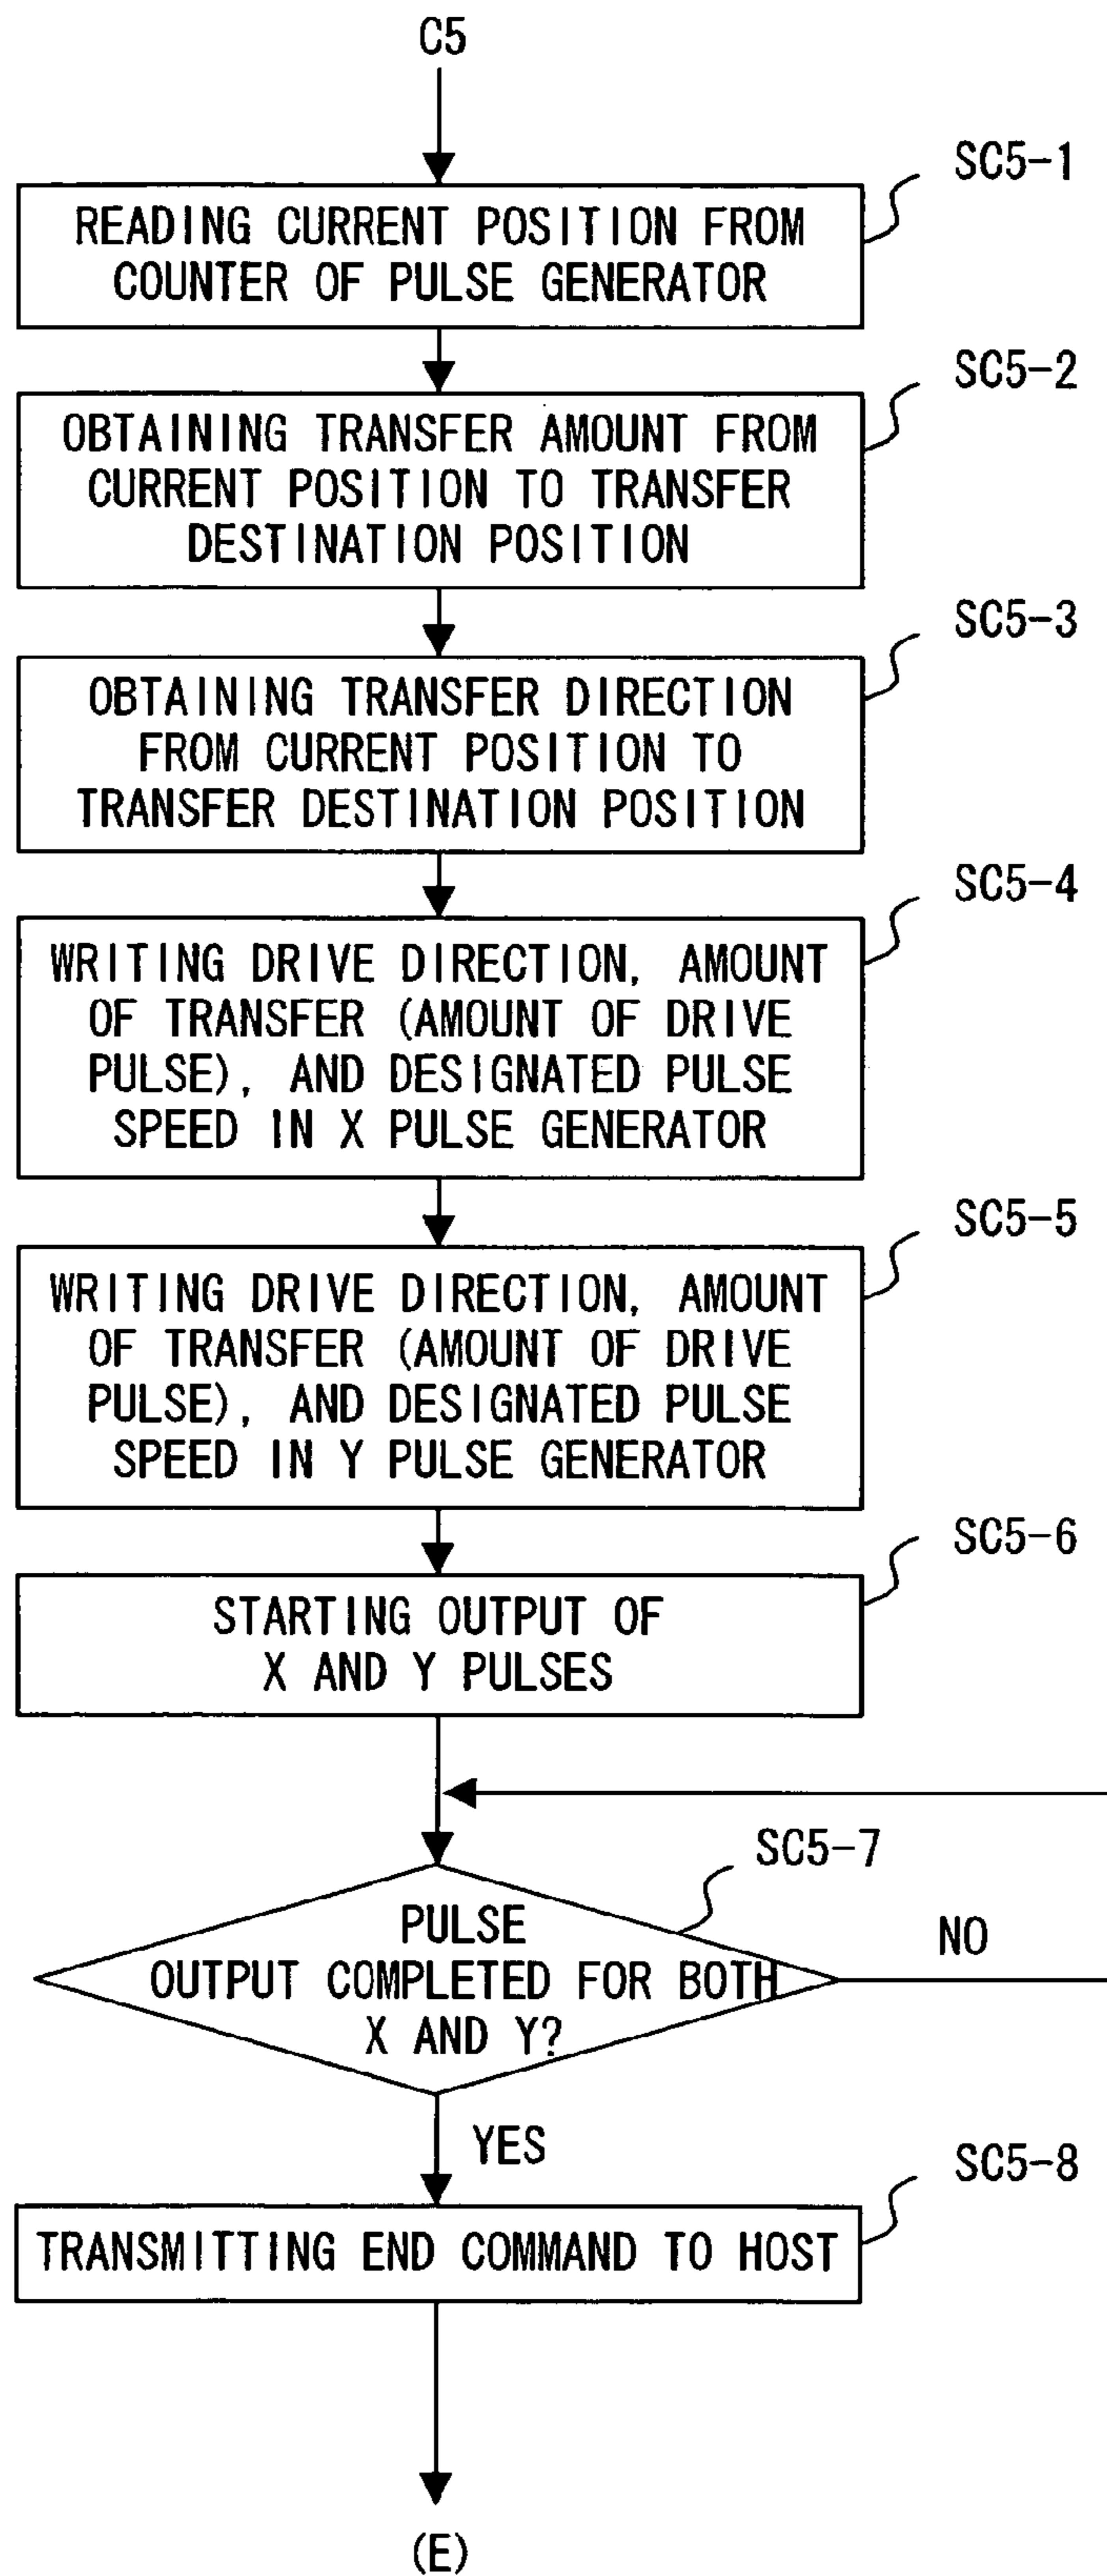 C5
SC5-1
READING CURRENT POSITION FROM
COUNTER OF PULSE GENERATOR
SC5-2
OBTAINING TRANSFER AMOUNT FROM
CURRENT POSITION TO TRANSFER
DESTINATION POSITION
SC5-3
OBTAINING TRANSFER DIRECTION
FROM CURRENT POSITION TO
TRANSFER DESTINATION POSITION
SC5-4
WRITING DRIVE DIRECTION, AMOUNT
OF TRANSFER (AMOUNT OF DRIVE
PULSE), AND DESIGNATED PULSE
SPEED IN X PULSE GENERATOR
SC5-5
WRITING DRIVE DIRECTION, AMOUNT
OF TRANSFER (AMOUNT OF DRIVE
PULSE), AND DESIGNATED PULSE
SPEED IN Y PULSE GENERATOR
SC5-6
STARTING OUTPUT OF
X AND Y PULSES
SC5-7
PULSE
OUTPUT COMPLETED FOR BOTH
X AND Y?
NO
YES
SC5-8
TRANSMITTING END COMMAND TO HOST
(E)